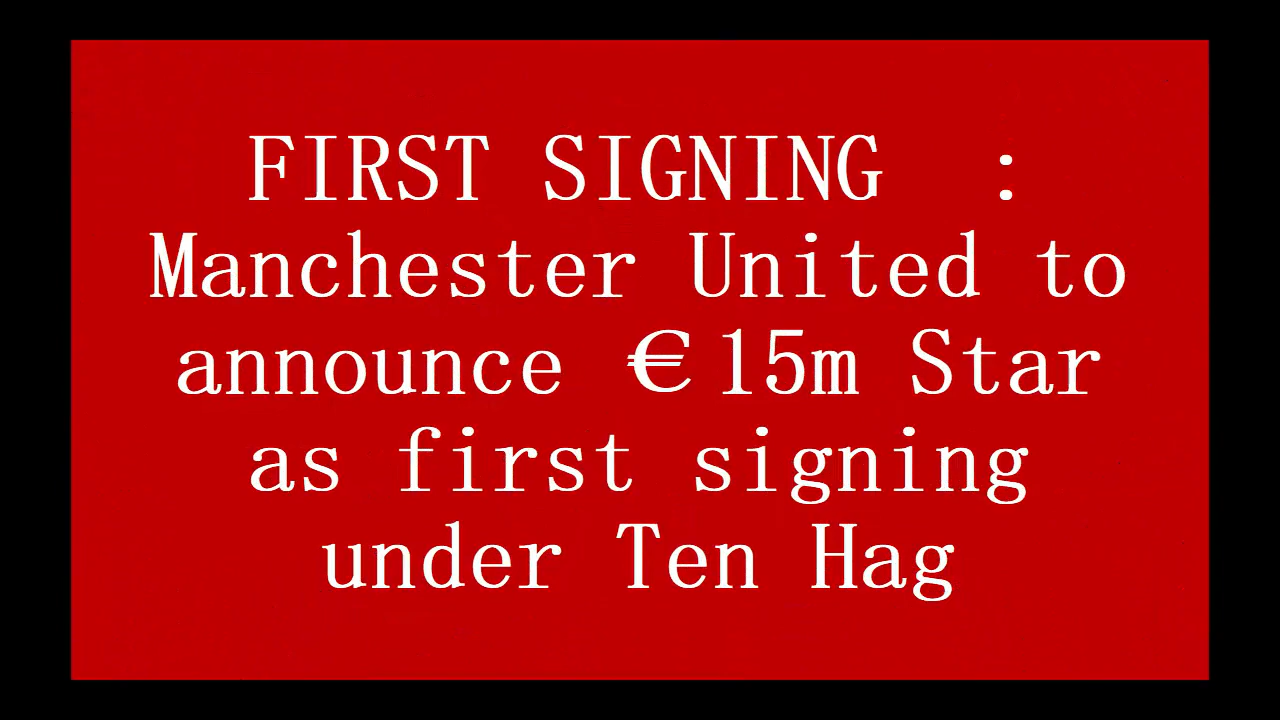 FIRST SIGNING :
Manchester United to
announce €15m Star
as first signing
under Ten Hag